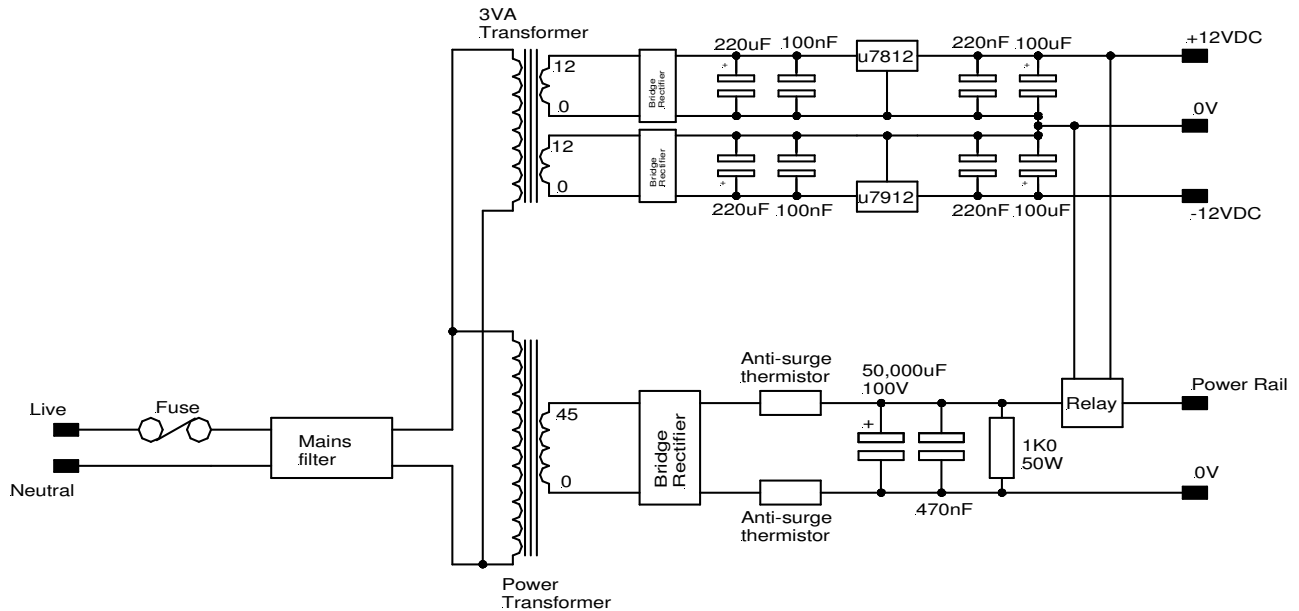 3VA
Transformer
220uF
100nF
u7812
220nF
100uF
+12VDC
12
+
+
Bridge
Rectifier
0
0V
12
Bridge
Rectifier
0
+
+
u7912
220uF
100nF
220nF
100uF
-12VDC
Anti-surge
thermistor
50,000uF
100V
Power Rail
Live
Fuse
45
Relay
+
Mains
filter
Bridge
Rectifier
1K0
50W
0V
Neutral
0
470nF
Anti-surge
thermistor
Power
Transformer